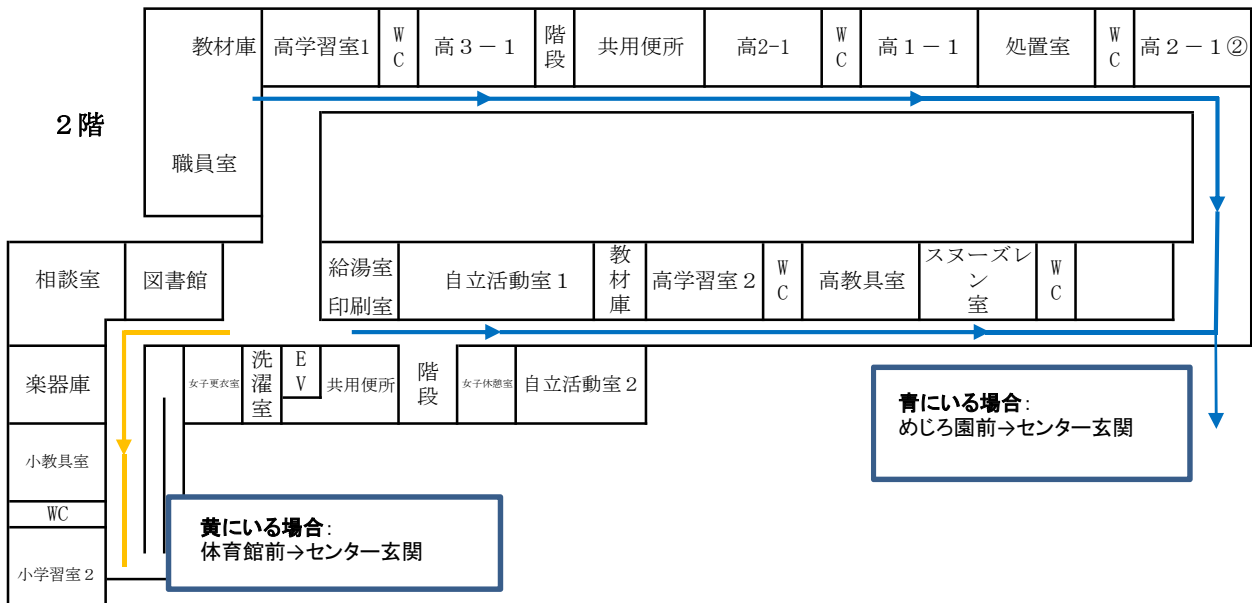 教材庫
高学習室1
WC
高３－１
階段
共用便所
高2-1
WC
高１－１
処置室
WC
高２－１②
２階
職員室
相談室
図書館
給湯室
印刷室
自立活動室１
教材庫
高学習室２
WC
高教具室
スヌーズレン室
WC
楽器庫
女子更衣室
洗濯室
EV
共用便所
階段
女子休憩室
自立活動室２
青にいる場合：
めじろ園前→センター玄関
小教具室
WC
小学習室２
黄にいる場合：
体育館前→センター玄関